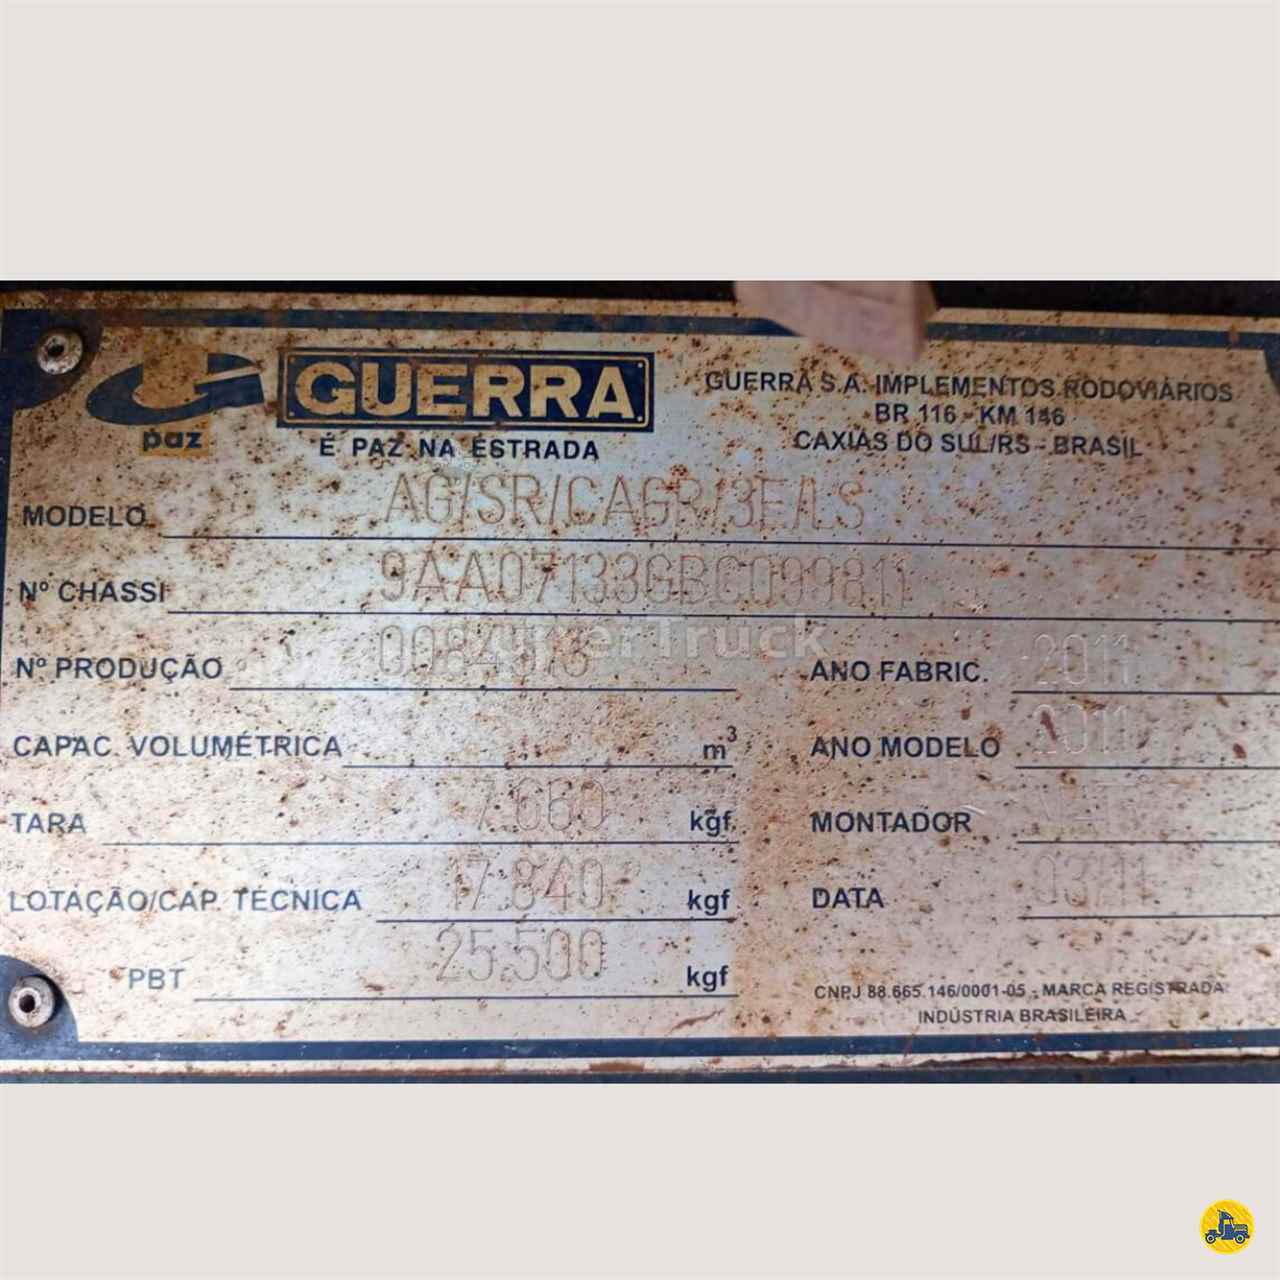 paz
GUERRA
É PAZ NA ESTRADA
GUERRA S.A. IMPLEMENTOS RODOVIÁRIOS
BR 116 - KM 146
CAXIAS DO SUL/RS - BRASIL
MODELO AG/SR/CAGR/3E/LS
Nº CHASSI 9AA07133GBC099811
Nº PRODUÇÃO
ANO FABRIC. 2011
CAPAC. VOLUMÉTRICA m³
ANO MODELO 2011
TARA 7.660 kgf
MONTADOR
LOTAÇÃO/CAP. TÉCNICA 17.840 kgf
DATA 03/11
PBT 25.500 kgf
CNPJ 88.665.146/0001-05 - MARCA REGISTRADA
INDÚSTRIA BRASILEIRA